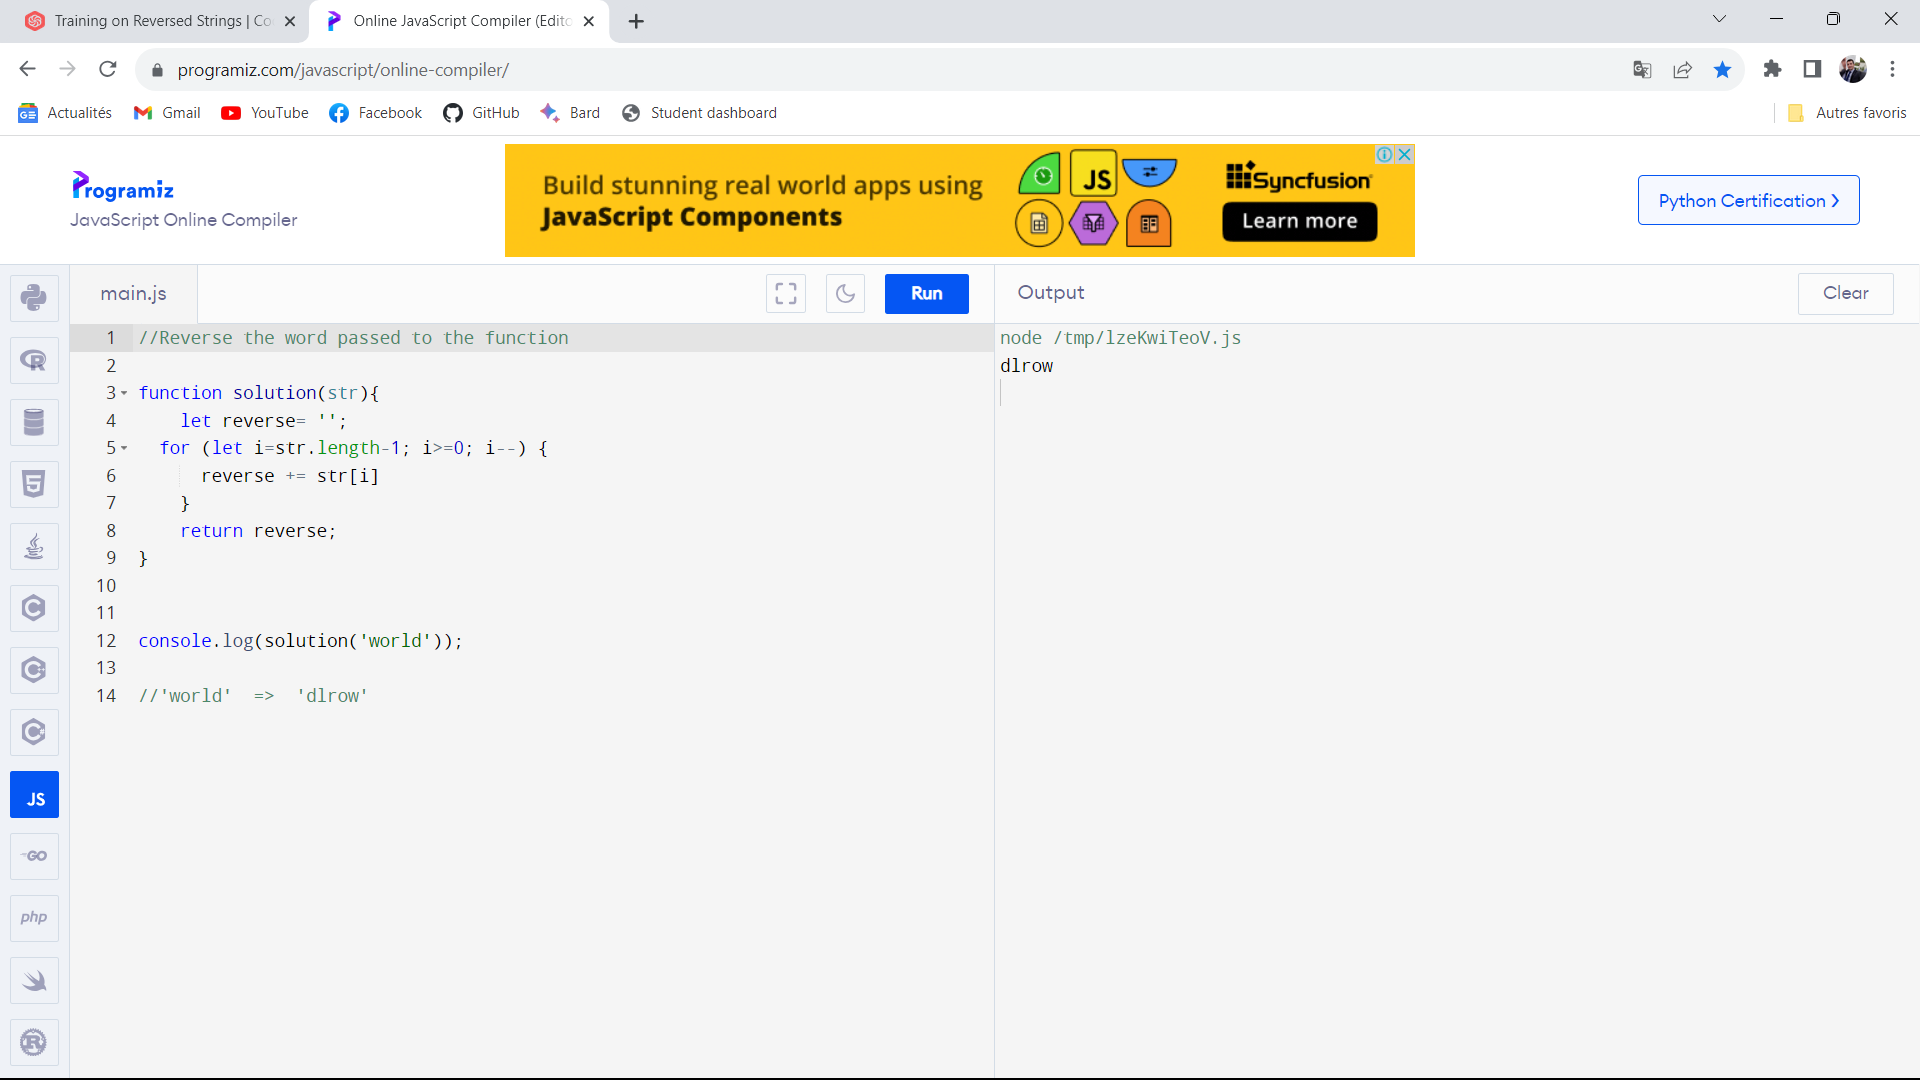 Training on Reversed Strings | Co
Online JavaScript Compiler (Edito
programiz.com/javascript/online-compiler/
Actualités
Gmail
YouTube
Facebook
GitHub
Bard
Student dashboard
Autres favoris
Programiz
JavaScript Online Compiler
Build stunning real world apps using
JavaScript Components
JS
Syncfusion
Learn more
Python Certification
main.js
Run
Output
Clear
1 //Reverse the word passed to the function
2
3 function solution(str){
4 let reverse= '';
5 for (let i=str.length-1; i>=0; i--) {
6 reverse += str[i]
7 }
8 return reverse;
9 }
10
11
12 console.log(solution('world'));
13
14 //'world' => 'dlrow'
node /tmp/lzeKwiTeoV.js
dlrow
R
5
C
C
C
JS
GO
php
R